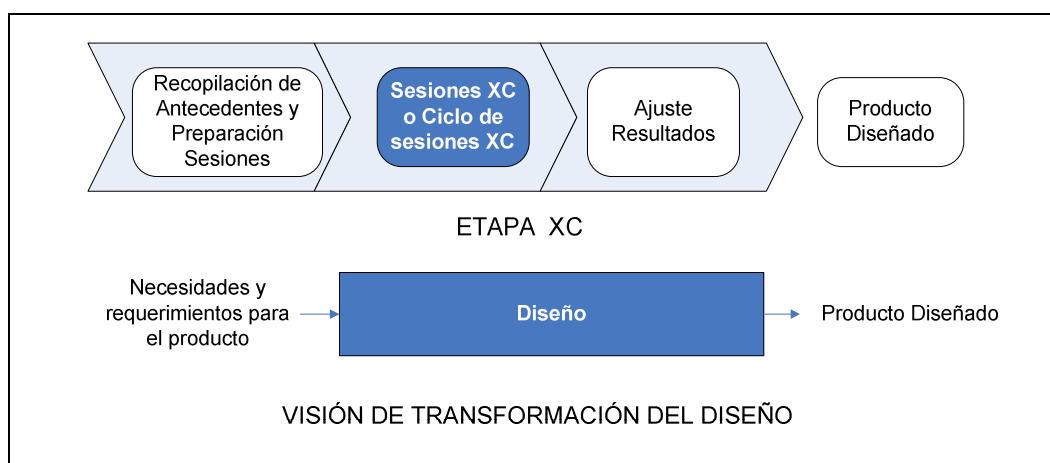 Recopilación de
Antecedentes y
Preparación
Sesiones
Sesiones XC
o Ciclo de
sesiones XC
Ajuste
Resultados
Producto
Diseñado
ETAPA XC
Necesidades y
requerimientos para
el producto
Diseño
Producto Diseñado
VISIÓN DE TRANSFORMACIÓN DEL DISEÑO